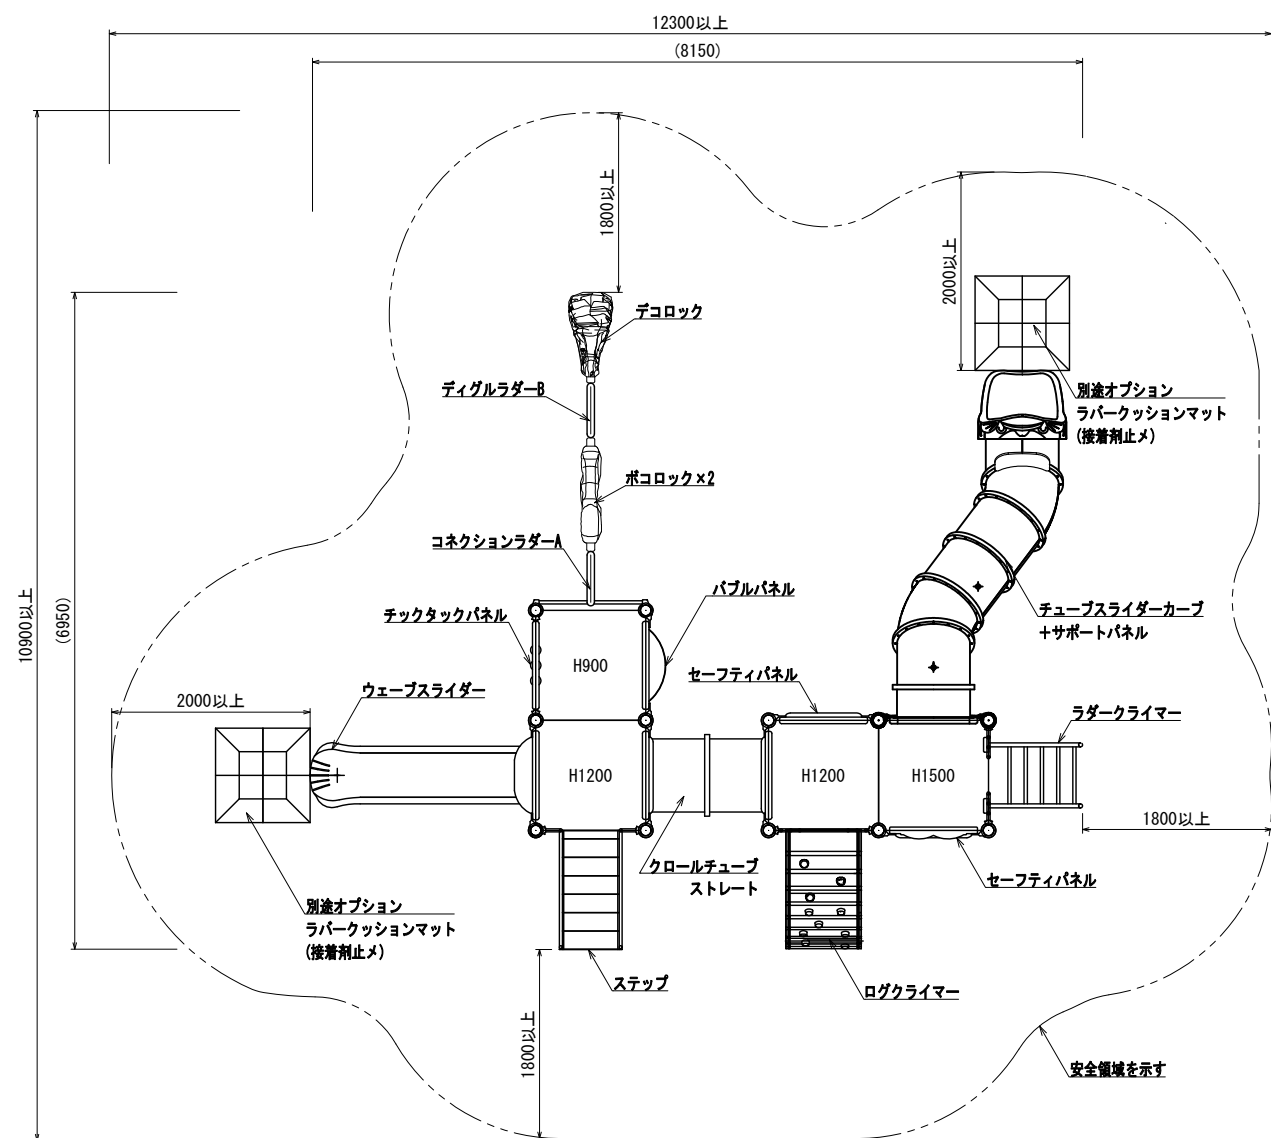 12300以上
(8150)
1800以上
2000以上
デコロック
ディグルラダーB
別途オプション
ラバークッションマット
(接着剤止メ)
ボコロック×2
コネクションラダーA
10900以上
(6950)
チックタックパネル
バブルパネル
チューブスライダーカーブ
+サポートパネル
H900
セーフティパネル
ウェーブスライダー
2000以上
ラダークライマー
H1200
H1200
H1500
1800以上
クロールチューブ
ストレート
セーフティパネル
別途オプション
ラバークッションマット
(接着剤止メ)
ステップ
ログクライマー
1800以上
安全領域を示す